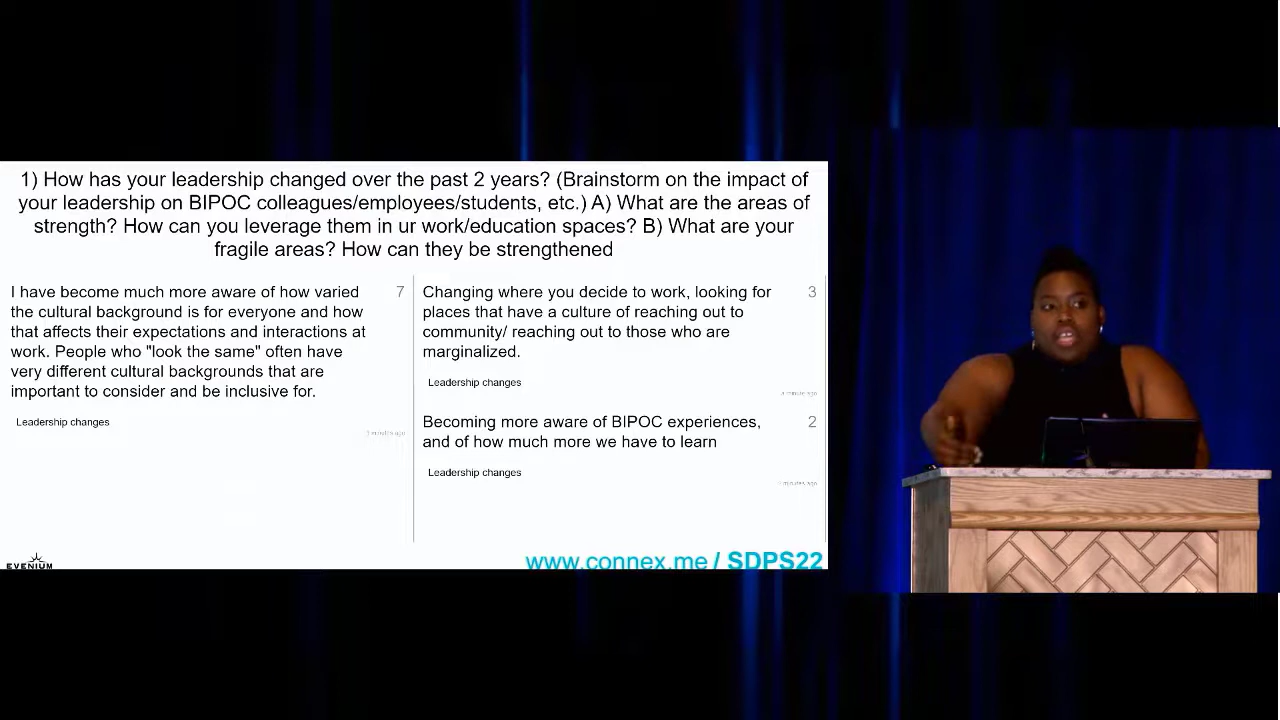 1) How has your leadership changed over the past 2 years? (Brainstorm on the impact of
your leadership on BIPOC colleagues/employees/students, etc.) A) What are the areas of
strength? How can you leverage them in ur work/education spaces? B) What are your
fragile areas? How can they be strengthened
I have become much more aware of how varied
7
the cultural background is for everyone and how
that affects their expectations and interactions at
work. People who "look the same" often have
very different cultural backgrounds that are
important to consider and be inclusive for.
Leadership changes
Changing where you decide to work, looking for
3
places that have a culture of reaching out to
community/ reaching out to those who are
marginalized.
Leadership changes
minute ago
Becoming more aware of BIPOC experiences,
2
and of how much more we have to learn
Leadership changes
minutes ago
EVENIUM
www.connex.me / SDPS22